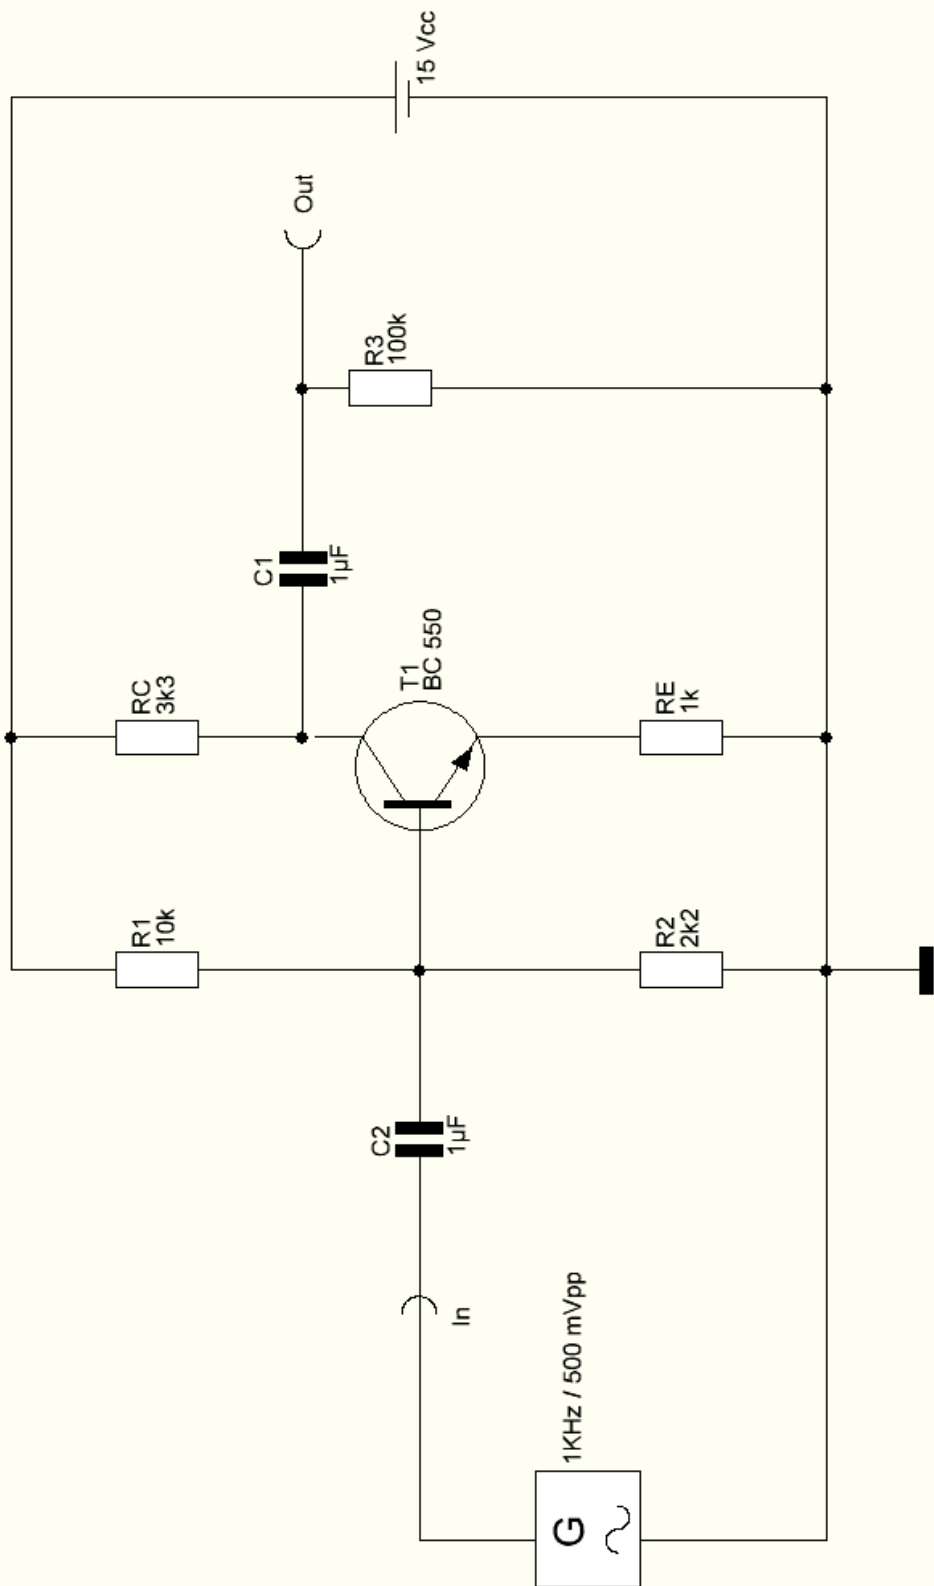 G
1KHz / 500 mVpp
In
C2
1µF
R1
10k
R2
2k2
RC
3k3
T1
BC 550
RE
1k
C1
1µF
R3
100k
Out
15 Vcc